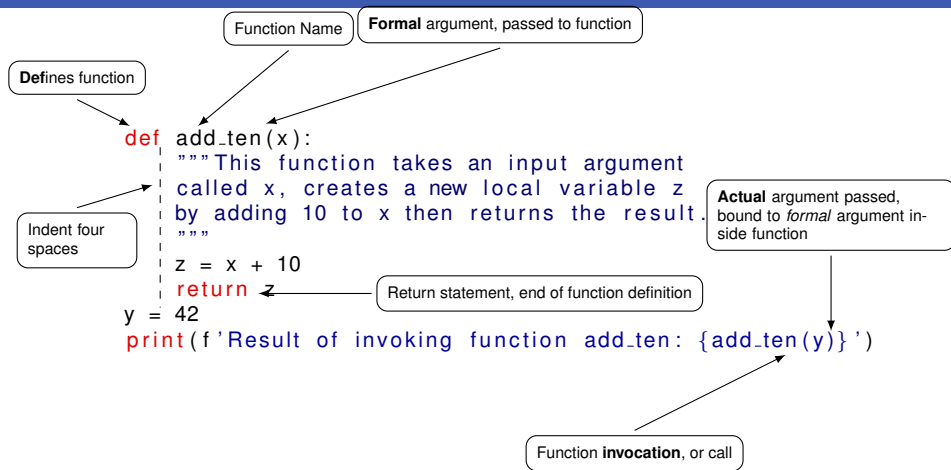 Function Name
Formal argument, passed to function
Defines function
def add_ten(x):
"""This function takes an input argument
called x, creates a new local variable z
by adding 10 to x then returns the result.
"""
Indent four
spaces
Actual argument passed,
bound to formal argument in-
side function
z = x + 10
return z
Return statement, end of function definition
y = 42
print(f'Result of invoking function add_ten: {add_ten(y)}')
Function invocation, or call